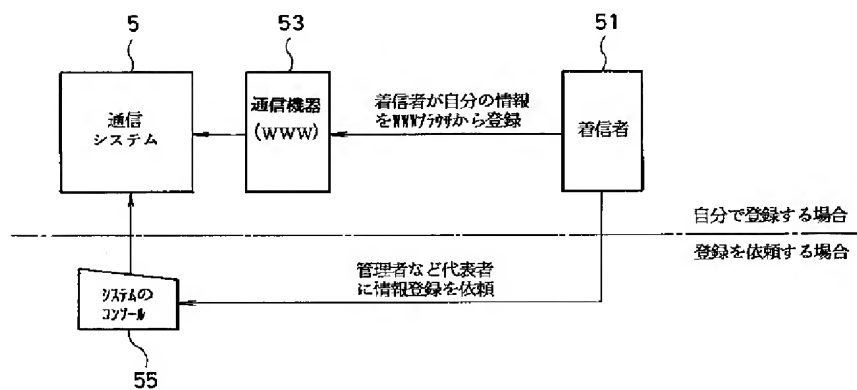 5
53
51
通信
システム
通信機器
(WWW)
着信者が自分の情報
をWWWブラウザから登録
着信者
自分で登録する場合
登録を依頼する場合
管理者など代表者
に情報登録を依頼
システムの
コンソール
55